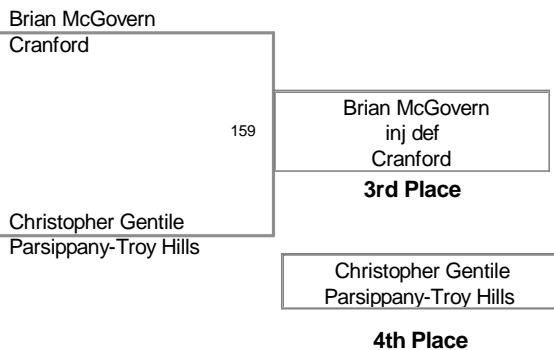 Brian McGovern
Cranford
159
Brian McGovern
inj def
Cranford
3rd Place
Christopher Gentile
Parsippany-Troy Hills
Christopher Gentile
Parsippany-Troy Hills
4th Place